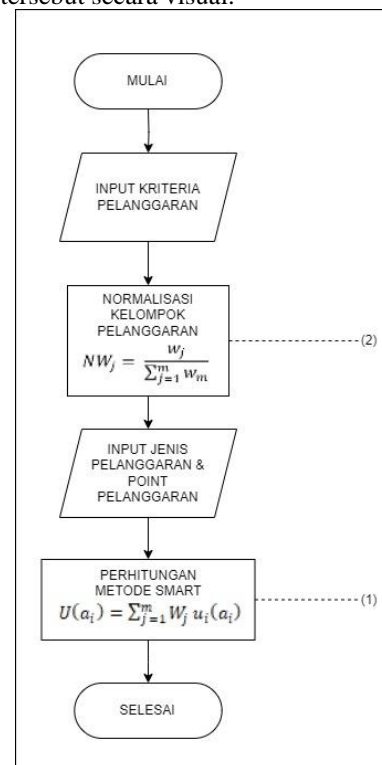 tersebut secara visual.
MULAI
INPUT KRITERIA
PELANGGARAN
NORMALISASI
KELOMPOK
PELANGGARAN
NW_j = w_j / ∑_{j=1}^{m} w_m
(2)
INPUT JENIS
PELANGGARAN &
POINT
PELANGGARAN
PERHITUNGAN
METODE SMART
U(a_i) = ∑_{j=1}^{m} W_j u_i(a_i)
(1)
SELESAI